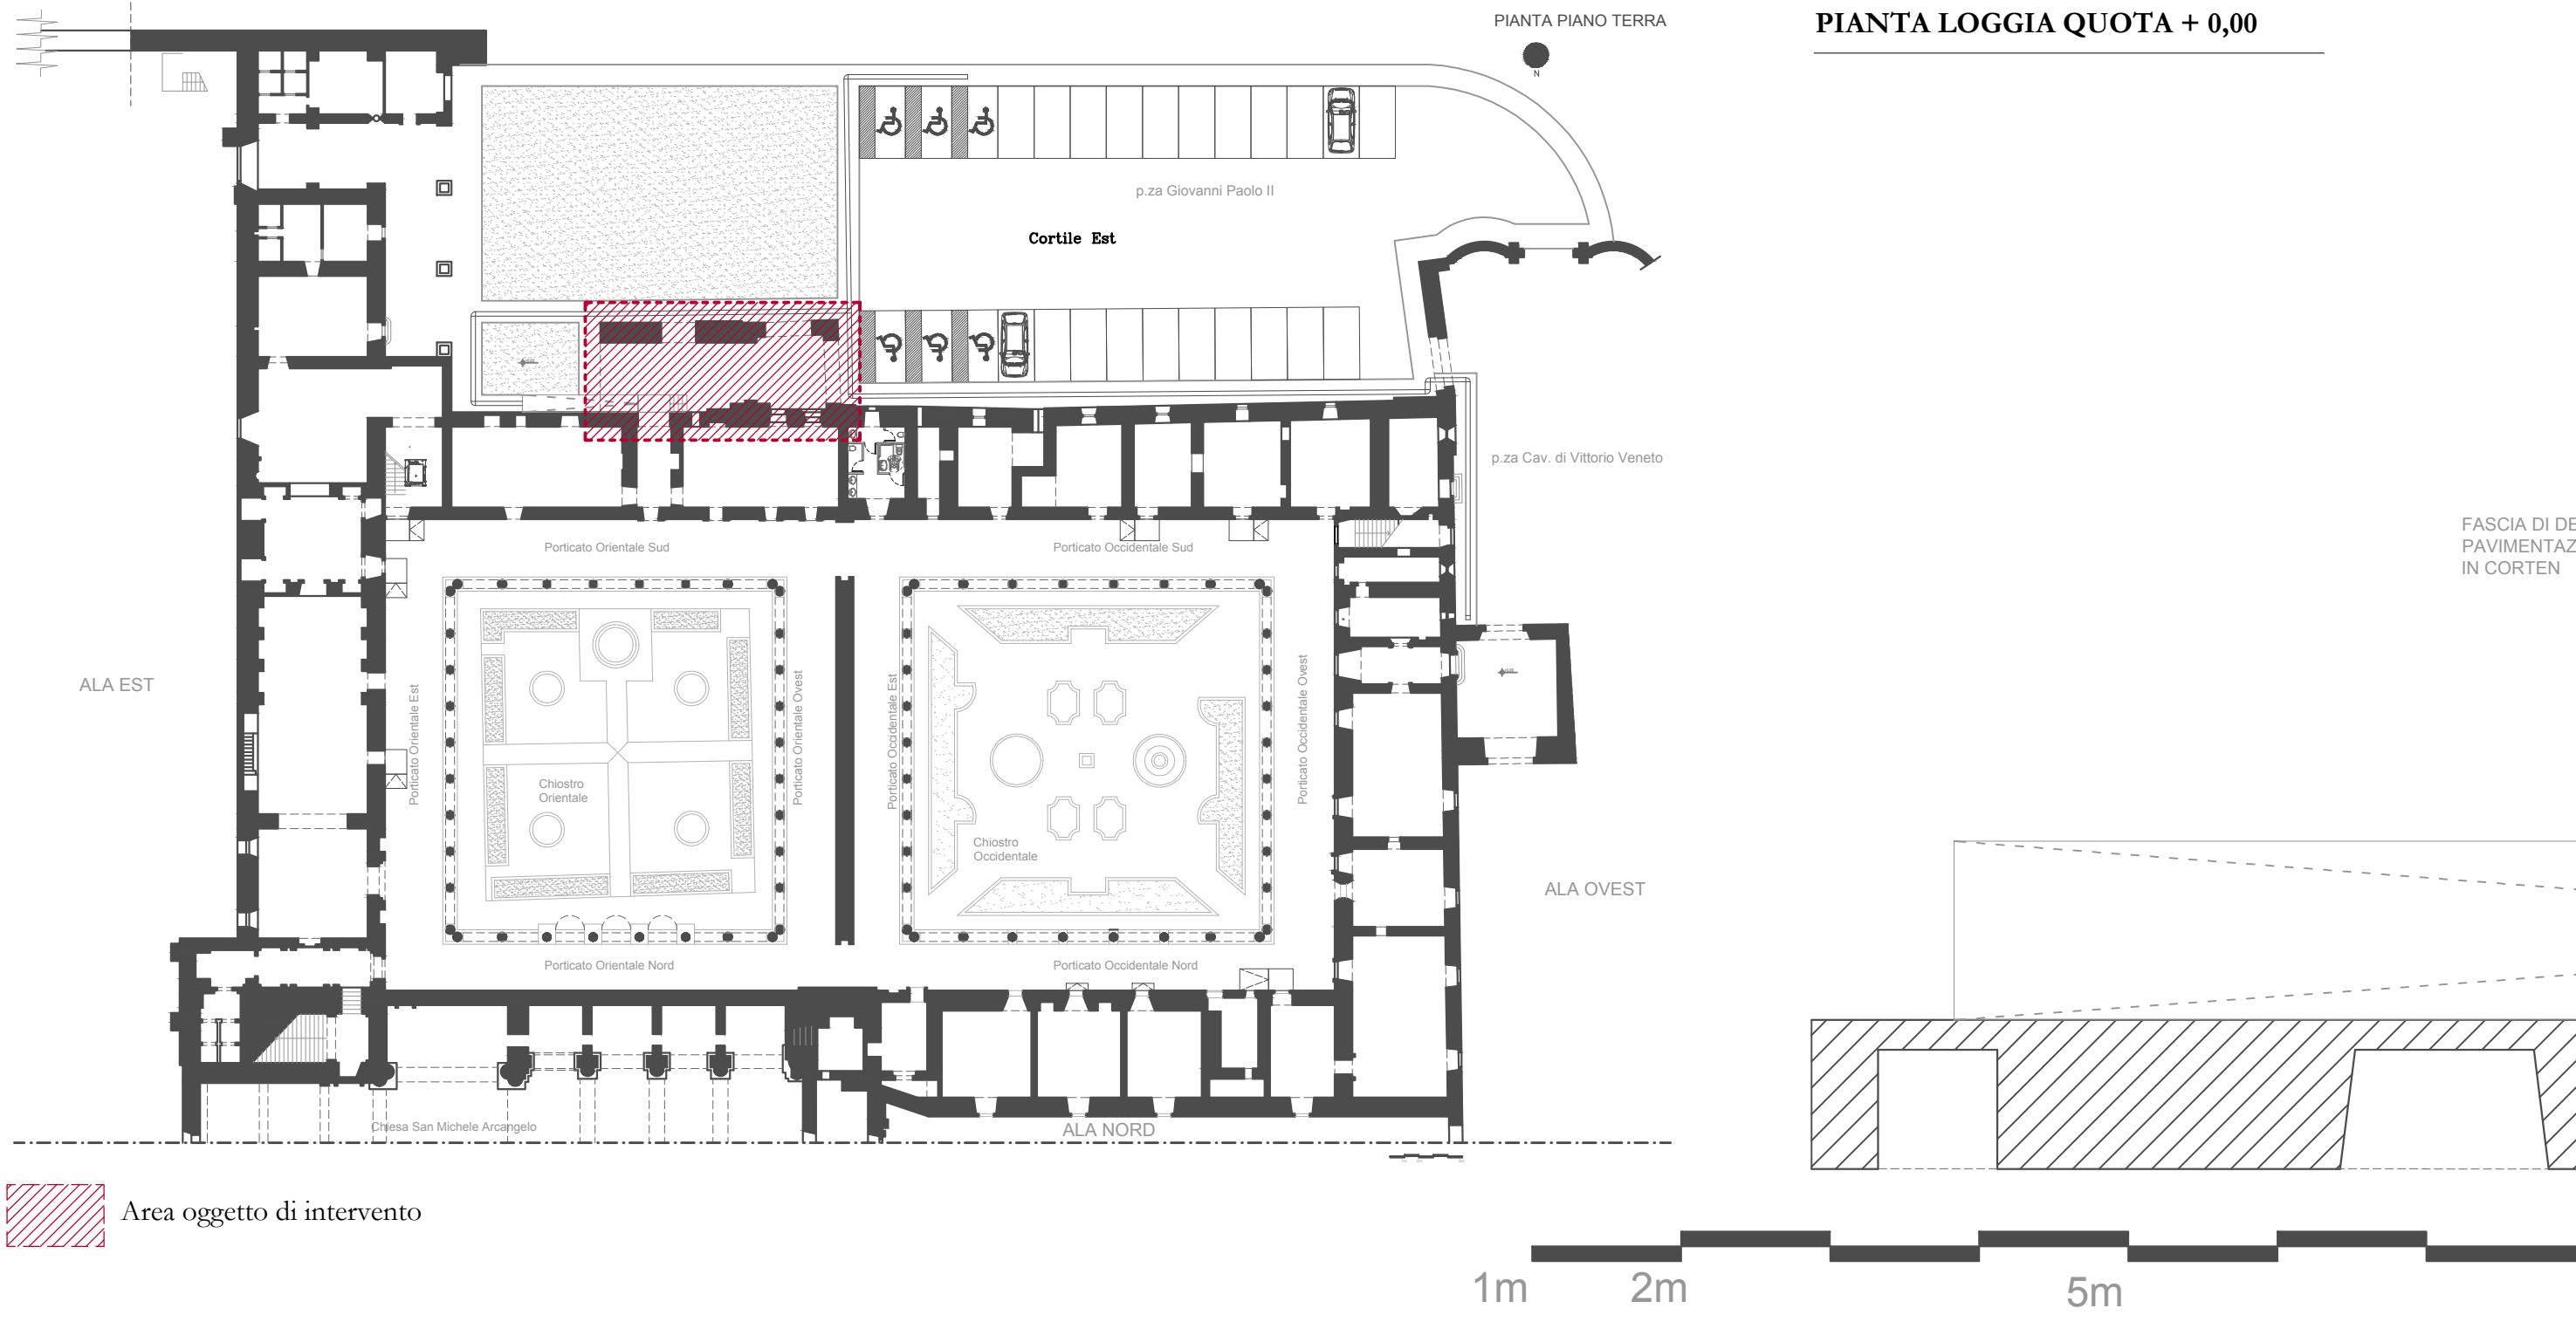 PIANTA PIANO TERRA
N
PIANTA LOGGIA QUOTA + 0,00
p.za Giovanni Paolo II
Cortile Est
p.za Cav. di Vittorio Veneto
FASCIA DI DE
PAVIMENTAZ
IN CORTEN
Porticato Orientale Sud
Porticato Occidentale Sud
ALA EST
Porticato Orientale Est
Porticato Orientale Ovest
Porticato Occidentale Est
Porticato Occidentale Ovest
Chiostro
Orientale
Chiostro
Occidentale
ALA OVEST
Porticato Orientale Nord
Porticato Occidentale Nord
Chiesa San Michele Arcangelo
ALA NORD
Area oggetto di intervento
1m
2m
5m